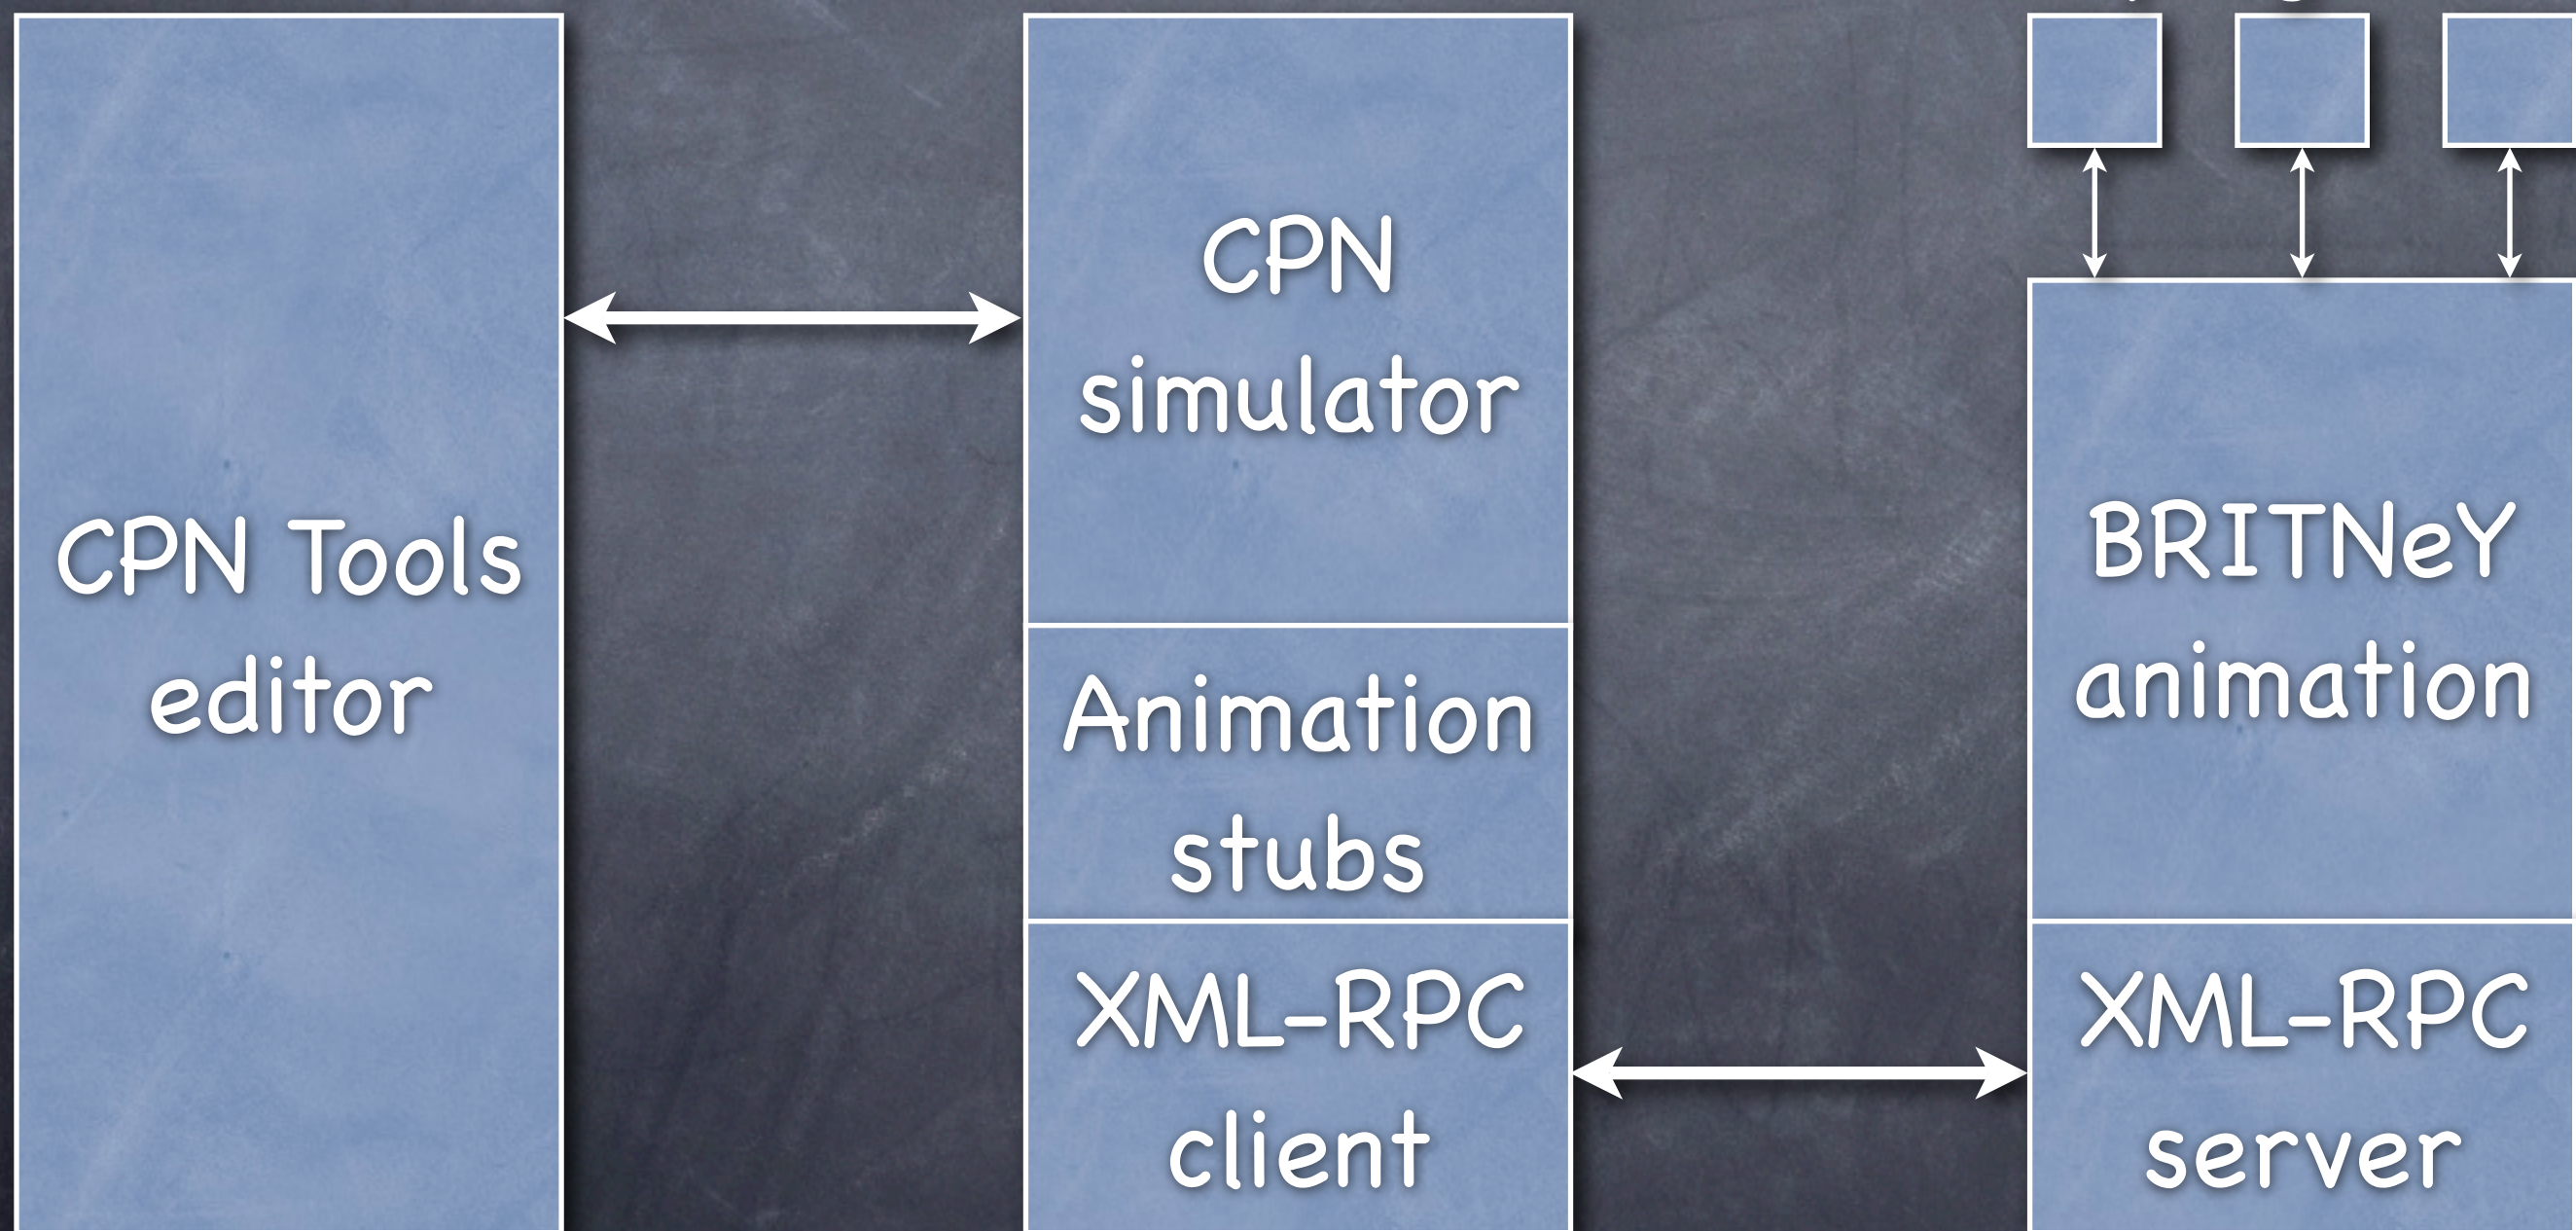 CPN Tools
editor
CPN
simulator
Animation
stubs
XML-RPC
client
BRITNeY
animation
XML-RPC
server